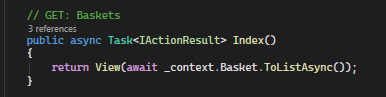 // GET: Baskets
3 references
public async Task<IActionResult> Index()
{
return View(await _context.Basket.ToListAsync());
}